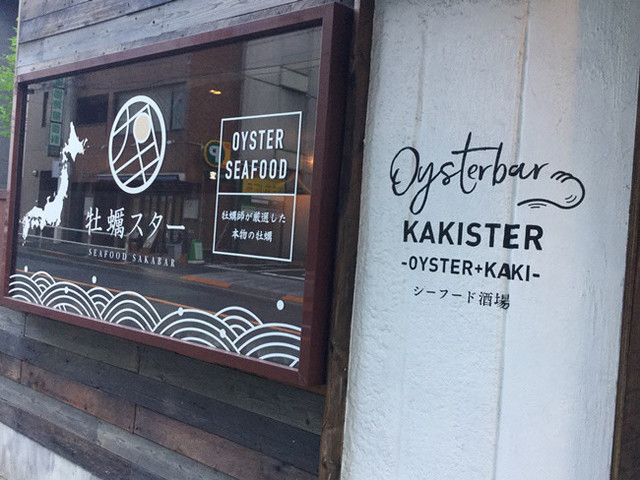 牡蠣スター
SEAFOOD SAKABAR
OYSTER
SEAFOOD
牡蠣師が厳選した
本物の牡蠣
Oysterbar
KAKISTER
-OYSTER+KAKI-
シーフード酒場